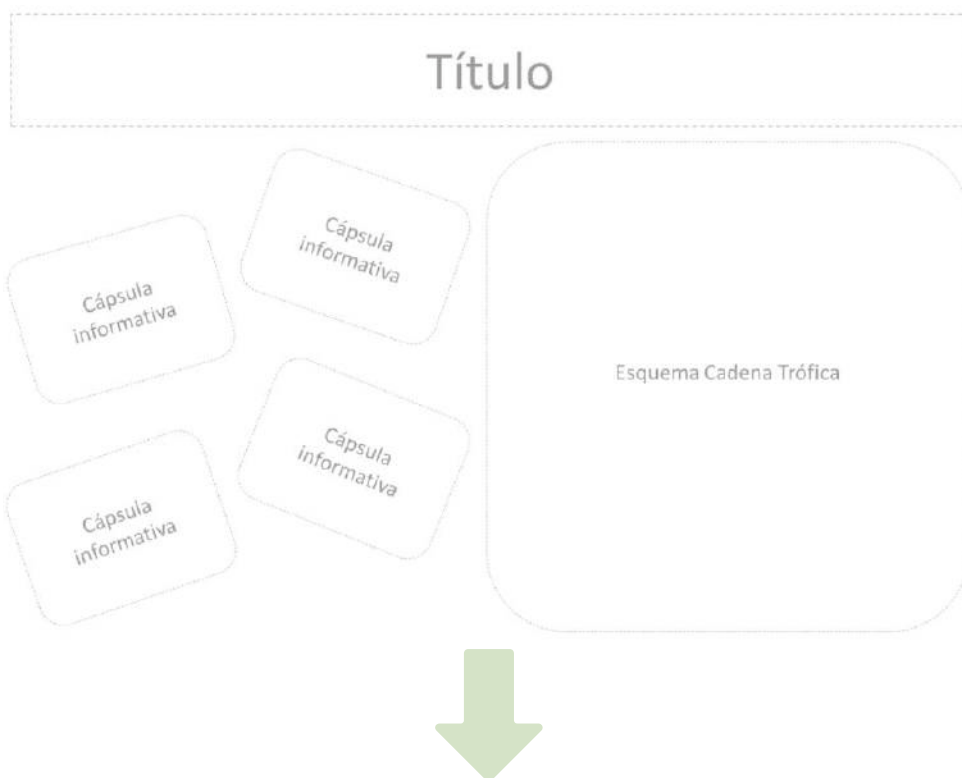 Título
Cápsula
informativa
Cápsula
informativa
Esquema Cadena Trófica
Cápsula
informativa
Cápsula
informativa